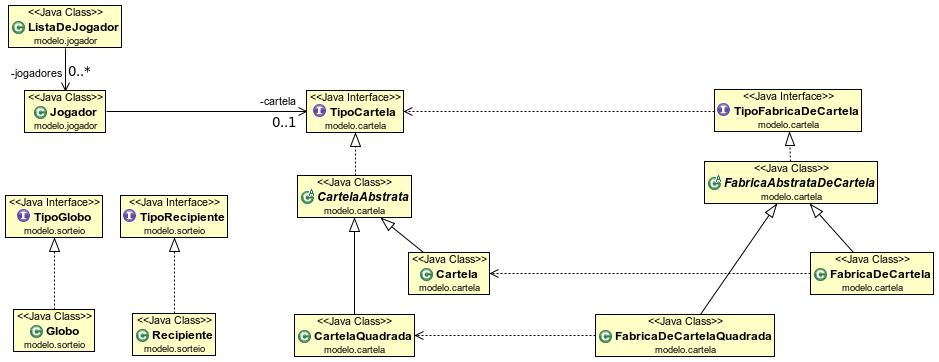 <<Java Class>>
ListaDeJogador
modelo.jogador
-jogadores 0..*
<<Java Class>>
Jogador
modelo.jogador
-cartela
0..1
<<Java Interface>>
TipoCartela
modelo.cartela
<<Java Interface>>
TipoFabricaDeCartela
modelo.cartela
<<Java Class>>
CartelaAbstrata
modelo.cartela
<<Java Class>>
FabricaAbstrataDeCartela
modelo.cartela
<<Java Interface>>
TipoGlobo
modelo.sorteio
<<Java Interface>>
TipoRecipiente
modelo.sorteio
<<Java Class>>
Cartela
modelo.cartela
<<Java Class>>
FabricaDeCartela
modelo.cartela
<<Java Class>>
Globo
modelo.sorteio
<<Java Class>>
Recipiente
modelo.sorteio
<<Java Class>>
CartelaQuadrada
modelo.cartela
<<Java Class>>
FabricaDeCartelaQuadrada
modelo.cartela